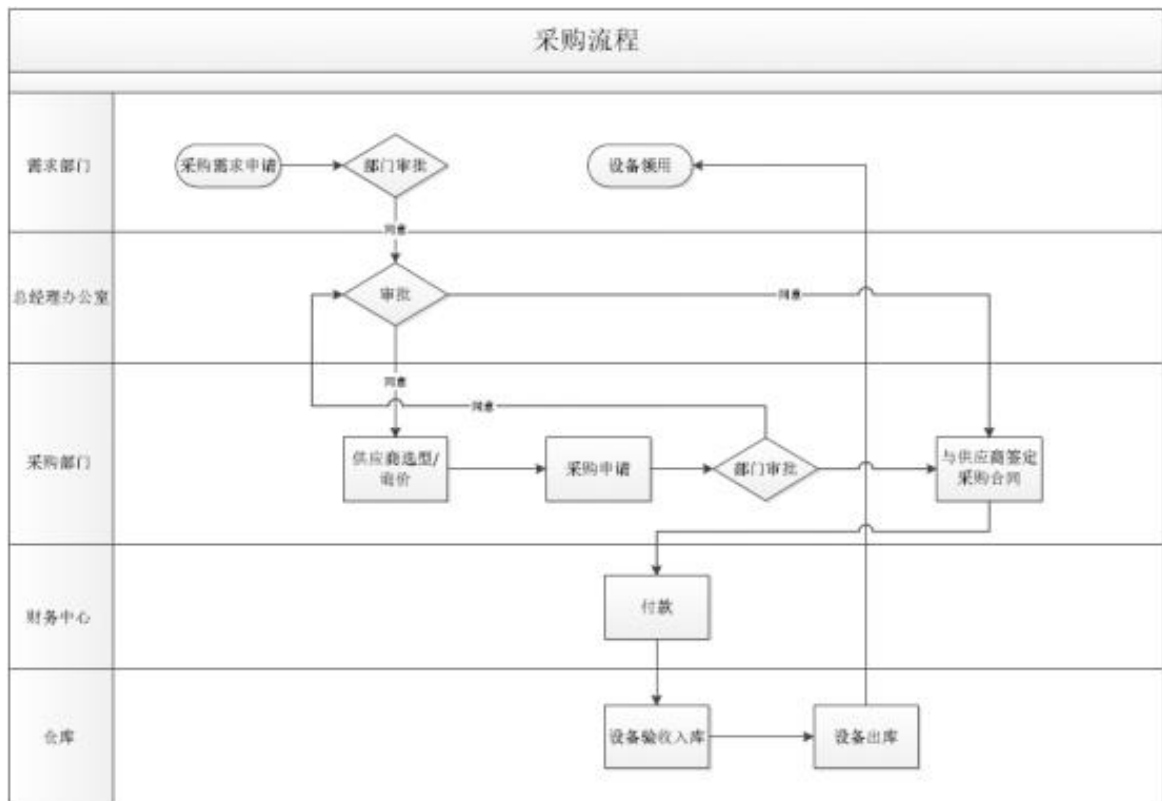 采购流程
需求部门
采购需求申请
部门审批
设备领用
同意
总经理办公室
审批
同意
同意
同意
采购部门
供应商选型/
询价
采购申请
部门审批
与供应商签定
采购合同
财务中心
付款
仓库
设备验收入库
设备出库